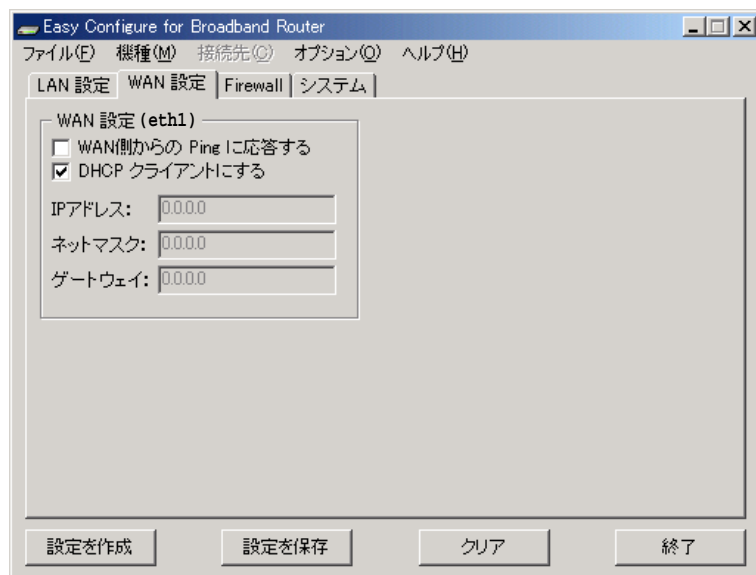 Easy Configure for Broadband Router
ファイル(F) 機種(M) 接続先(C) オプション(O) ヘルプ(H)
LAN 設定 WAN 設定 Firewall システム
WAN 設定(eth1)
WAN側からの Ping に応答する
DHCP クライアントにする
IPアドレス: 0.0.0.0
ネットマスク: 0.0.0.0
ゲートウェイ: 0.0.0.0
設定を作成 設定を保存 クリア 終了